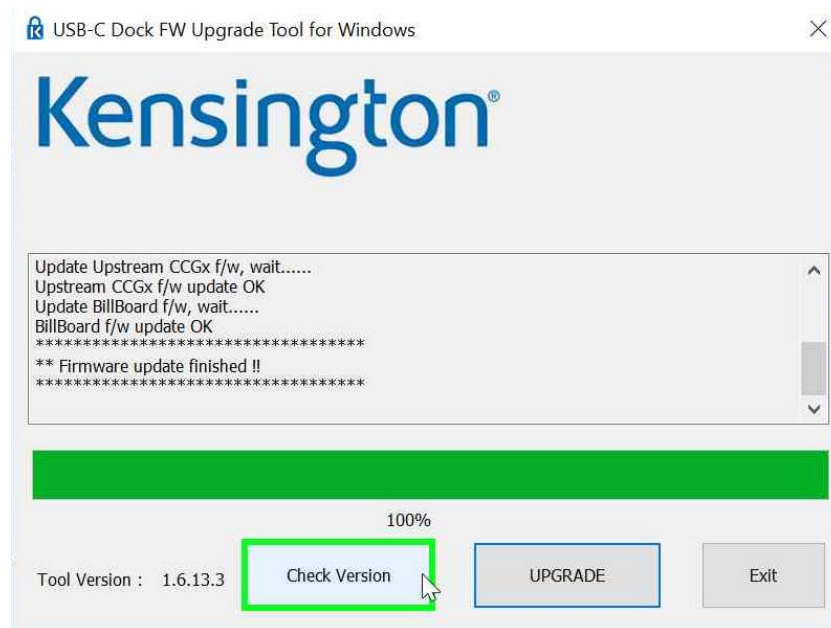 USB-C Dock FW Upgrade Tool for Windows
Kensington®
Update Upstream CCGx f/w, wait......
Upstream CCGx f/w update OK
Update BillBoard f/w, wait......
BillBoard f/w update OK
***********************************
** Firmware update finished !!
***********************************
100%
Tool Version : 1.6.13.3
Check Version
UPGRADE
Exit